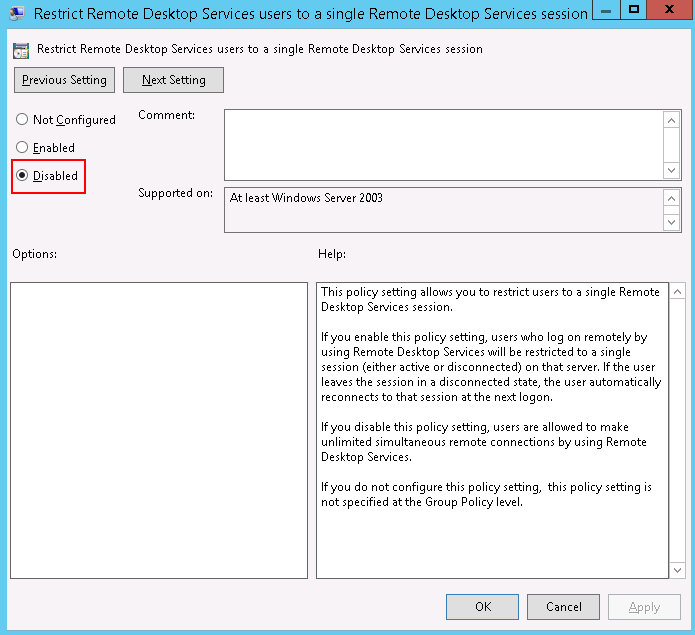 Restrict Remote Desktop Services users to a single Remote Desktop Services session
Restrict Remote Desktop Services users to a single Remote Desktop Services session
Previous Setting
Next Setting
Not Configured
Enabled
Disabled
Comment:
Supported on:
At least Windows Server 2003
Options:
Help:
This policy setting allows you to restrict users to a single Remote
Desktop Services session.
If you enable this policy setting, users who log on remotely by
using Remote Desktop Services will be restricted to a single
session (either active or disconnected) on that server. If the user
leaves the session in a disconnected state, the user automatically
reconnects to that session at the next logon.
If you disable this policy setting, users are allowed to make
unlimited simultaneous remote connections by using Remote
Desktop Services.
If you do not configure this policy setting,  this policy setting is
not specified at the Group Policy level.
OK
Cancel
Apply